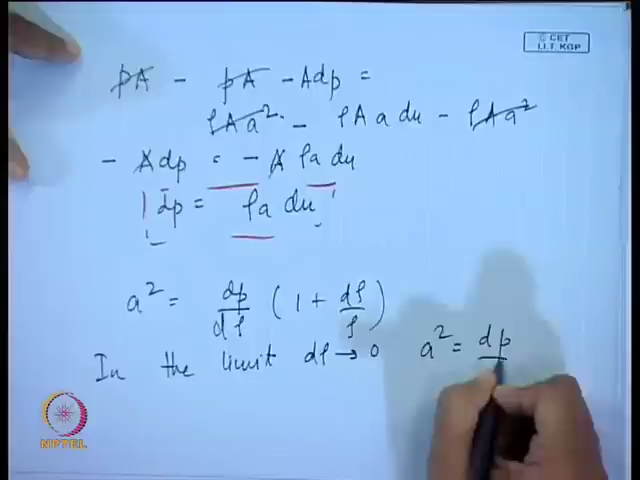 © CET
I.I.T. KGP
pA - pA - Adp =
ρAa² - ρAa du - ρAa²
- Adp = - A ρa du
dp = ρa du
a² = dp/dρ (1 + dρ/ρ)
In the limit dρ → 0 a² = dp
NPTEL